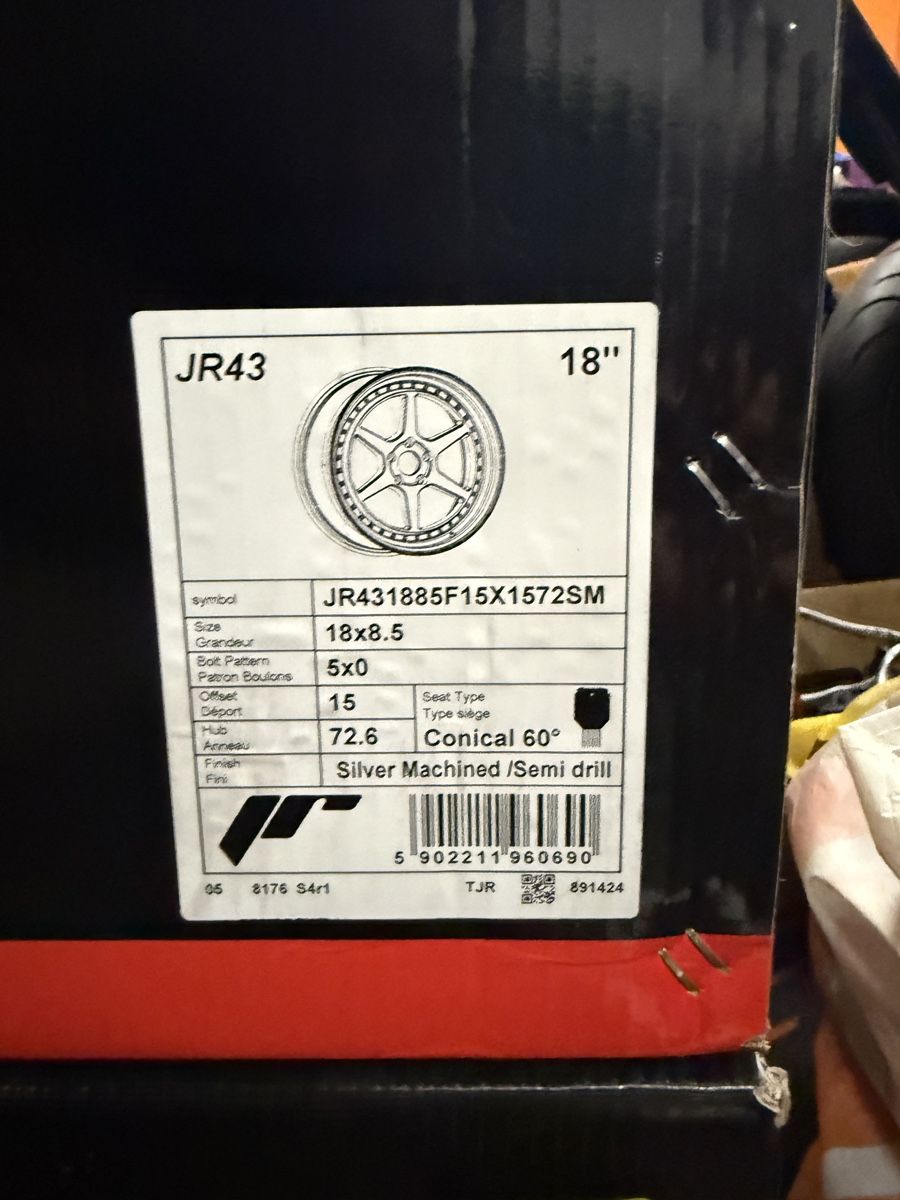 JR43 18"
symbol JR431885F15X1572SM
Size
Grandeur 18x8.5
Bolt Pattern
Patron Boulons 5x0
Offset
Déport 15
Seat Type
Type siège
Conical 60°
Hub
Anneau 72.6
Finish
Fini Silver Machined /Semi drill
JR
5 902211 960690
05 8176 S4r1 TJR 891424